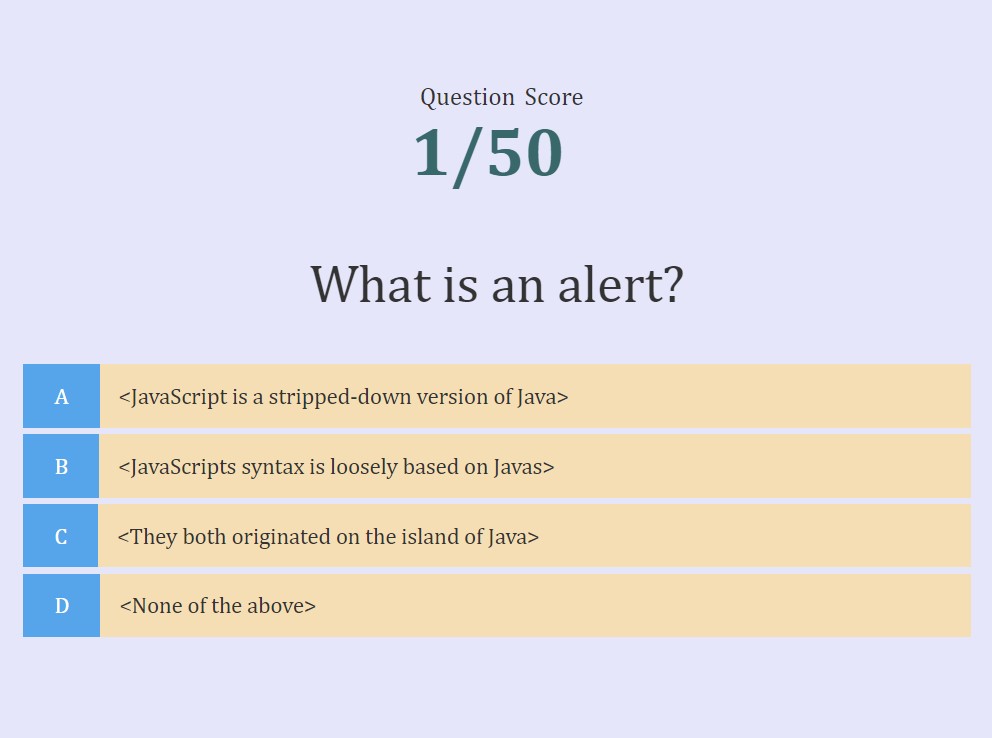 Question Score
1/50
What is an alert?
A <JavaScript is a stripped-down version of Java>
B <JavaScripts syntax is loosely based on Javas>
C <They both originated on the island of Java>
D <None of the above>